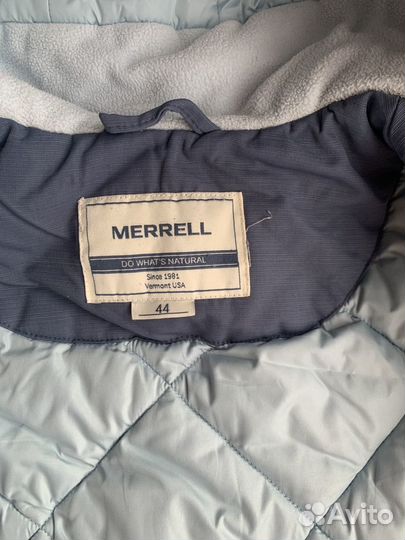 MERRELL
DO WHAT'S NATURAL
Since 1981
Vermont USA
44
Avito